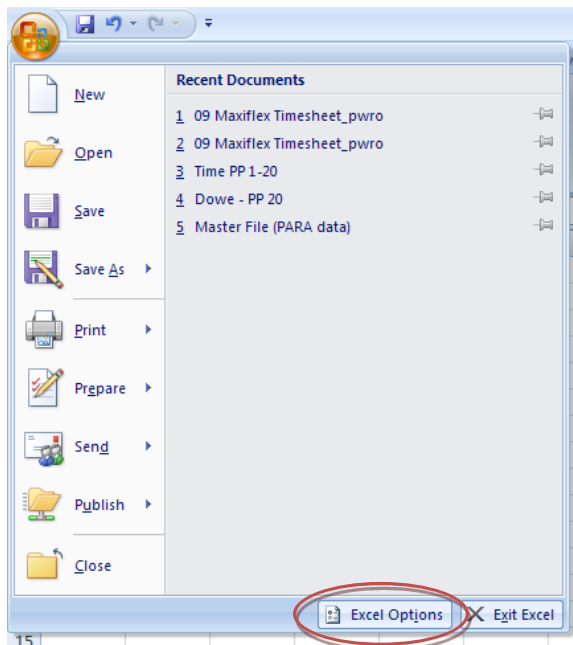 New
Open
Save
Save As
Print
Prepare
Send
Publish
Close
Recent Documents
1 09 Maxiflex Timesheet_pwro
2 09 Maxiflex Timesheet_pwro
3 Time PP 1-20
4 Dowe - PP 20
5 Master File (PARA data)
Excel Options
Exit Excel
15